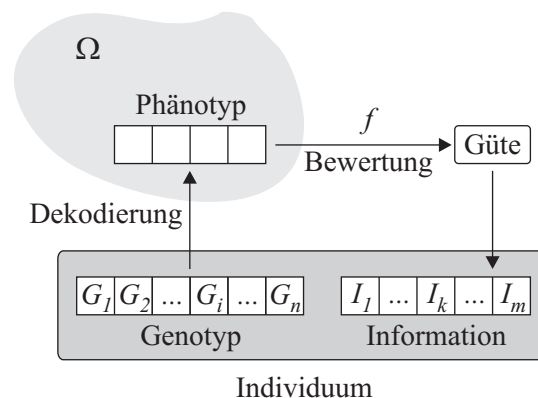 Ω
Phänotyp
f
Bewertung
Güte
Dekodierung
G1 G2 ... Gi ... Gn
I1 ... Ik ... Im
Genotyp
Information
Individuum